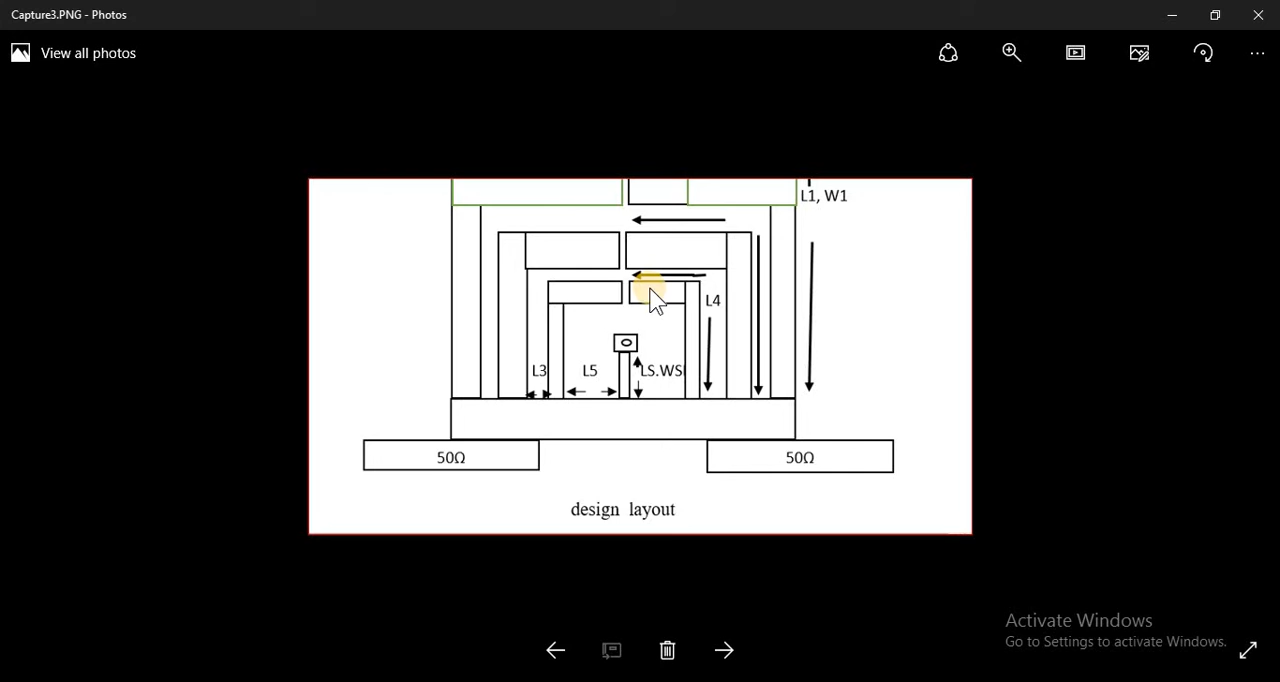 Capture3.PNG - Photos
View all photos
L1, W1
L4
L3
L5
LS.WS
50Ω
50Ω
design layout
Activate Windows
Go to Settings to activate Windows.